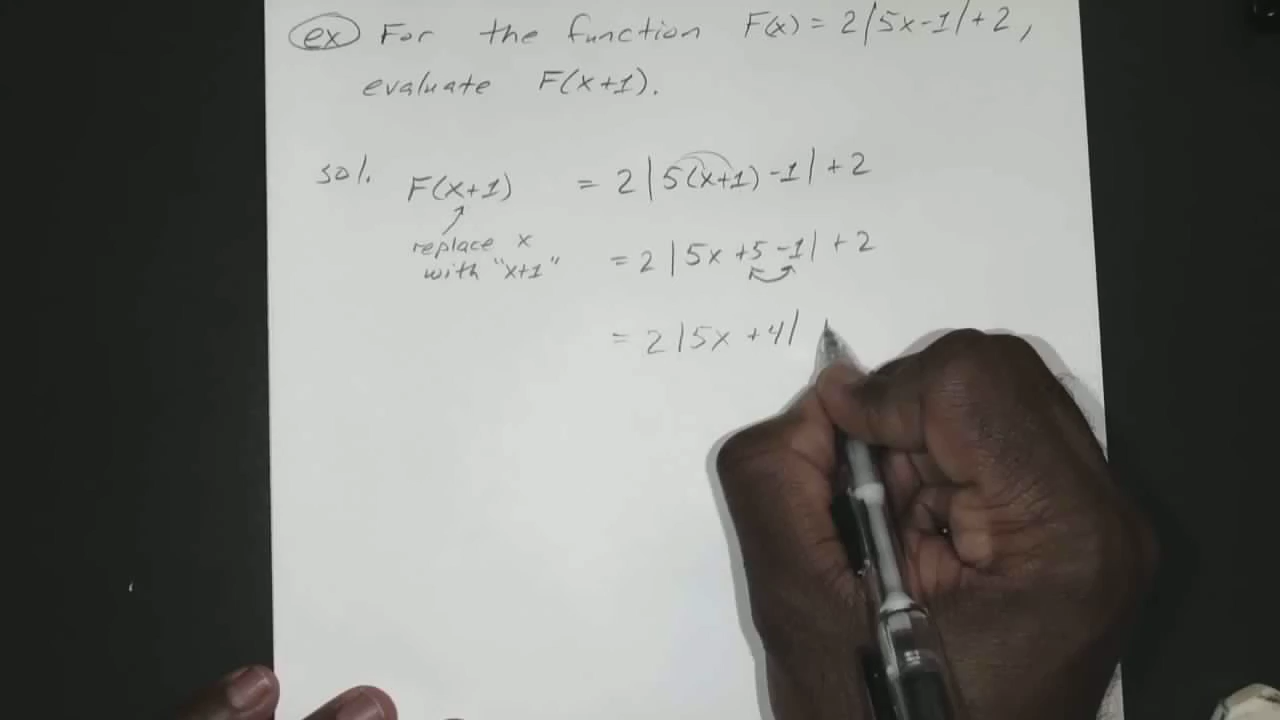 ex For the function F(x) = 2|5x-1|+2,
evaluate F(x+1).
sol. F(x+1) = 2|5(x+1)-1|+2
replace x
with "x+1"
= 2|5x+5-1|+2
= 2|5x+4|